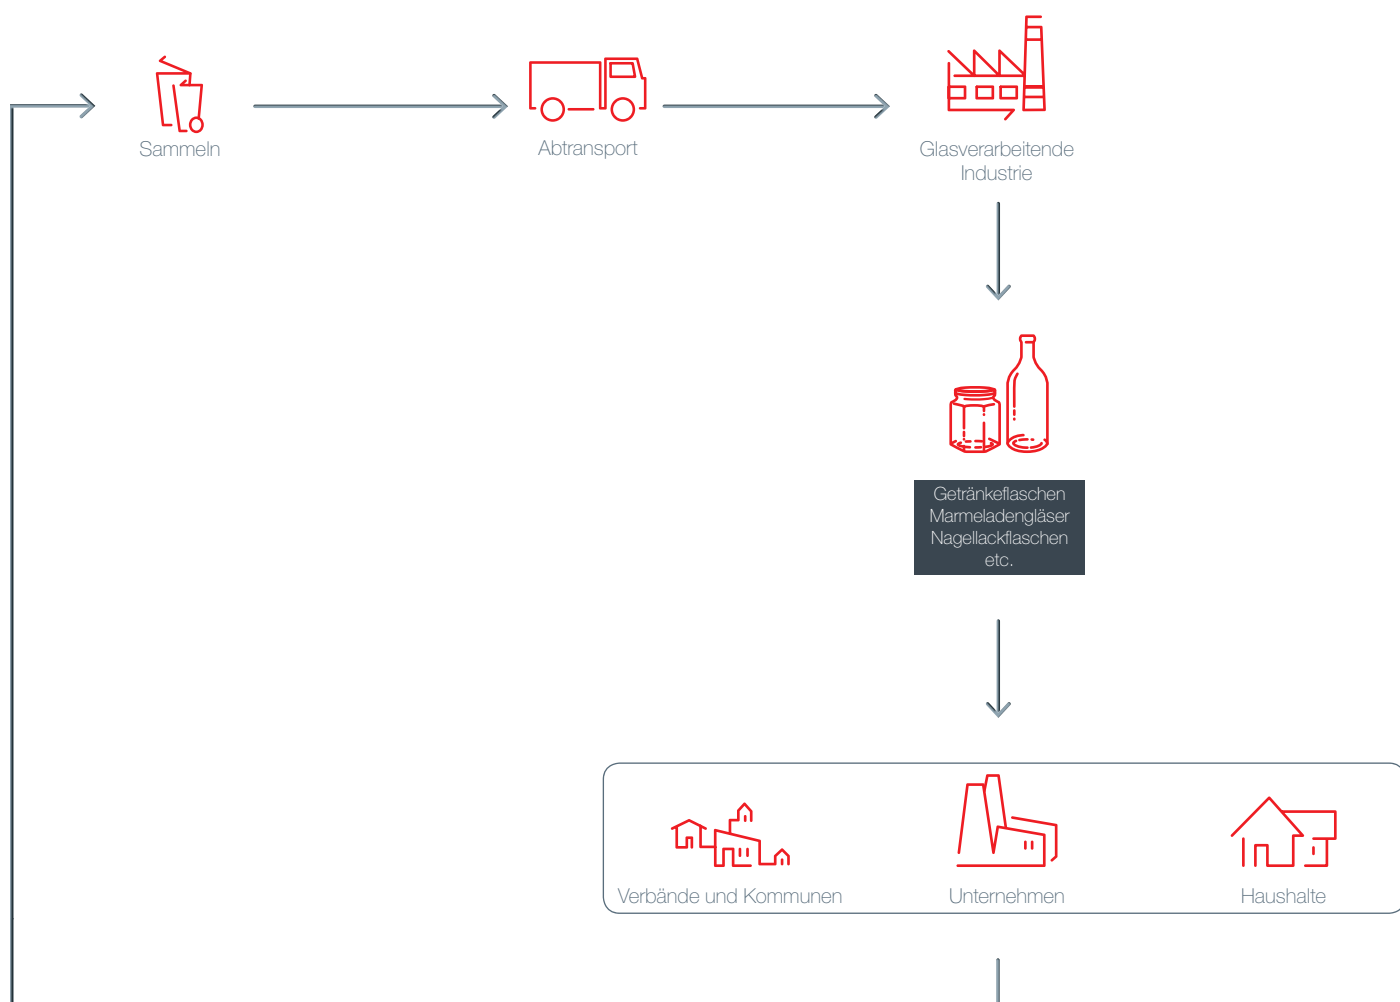 Sammeln
Abtransport
Glasverarbeitende
Industrie
Getränkeflaschen
Marmeladengläser
Nagellackflaschen
etc.
Verbände und Kommunen
Unternehmen
Haushalte